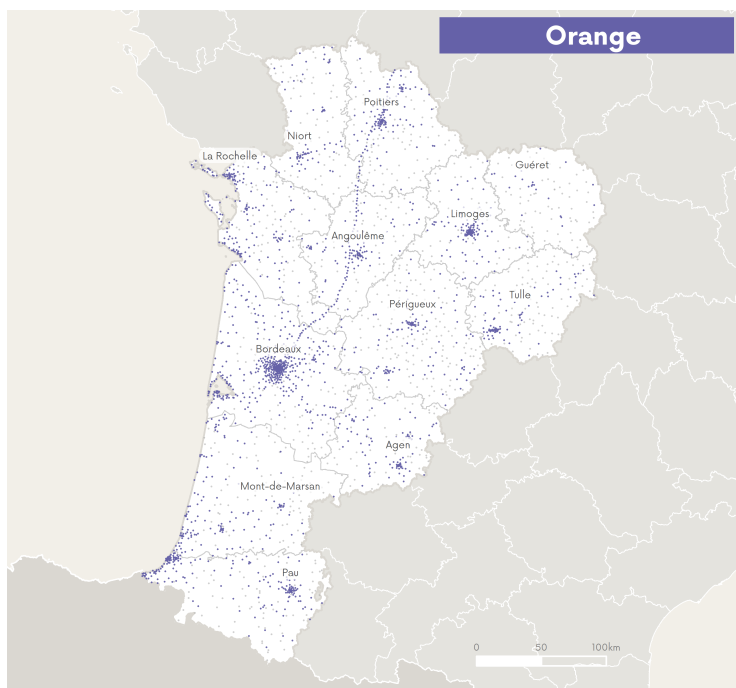 Orange
Poitiers
Niort
La Rochelle
Guéret
Limoges
Angoulême
Tulle
Périgueux
Bordeaux
Agen
Mont-de-Marsan
Pau
0 50 100km